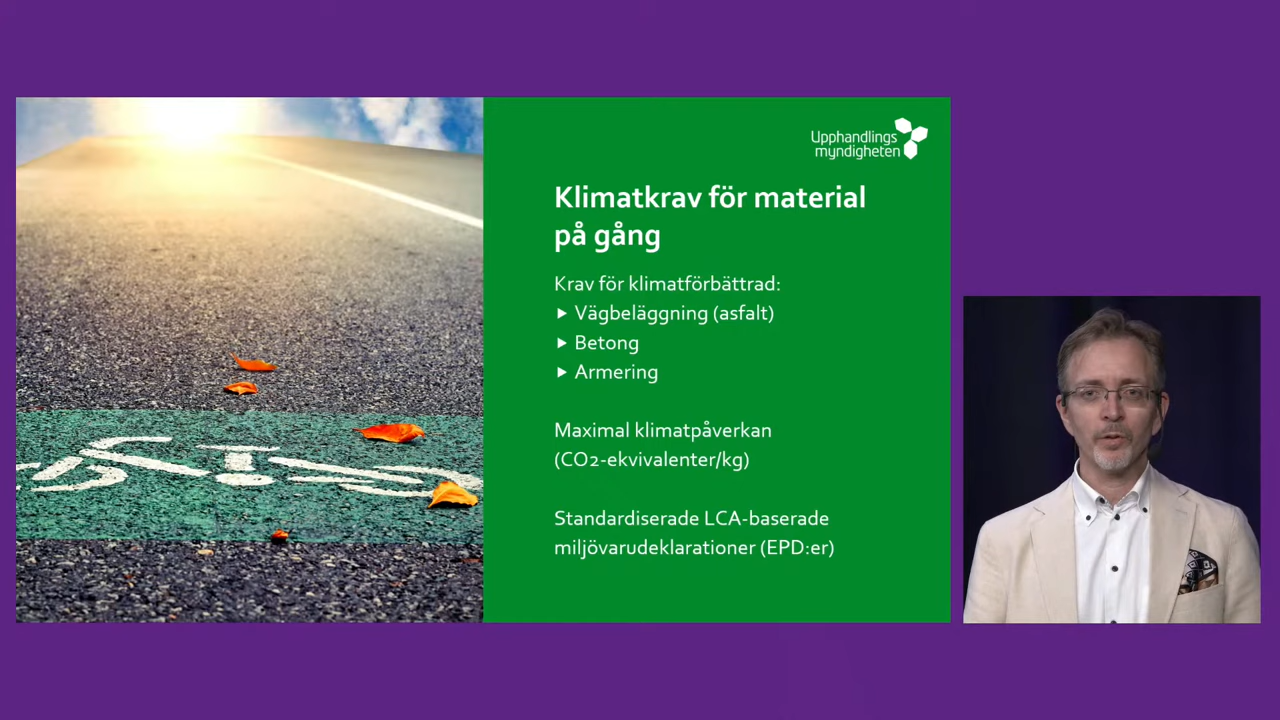 Upphandlings
myndigheten
Klimatkrav för material
på gång
Krav för klimatförbättrad:
▶ Vägbeläggning (asfalt)
▶ Betong
▶ Armering
Maximal klimatpåverkan
(CO2-ekvivalenter/kg)
Standardiserade LCA-baserade
miljövarudeklarationer (EPD:er)